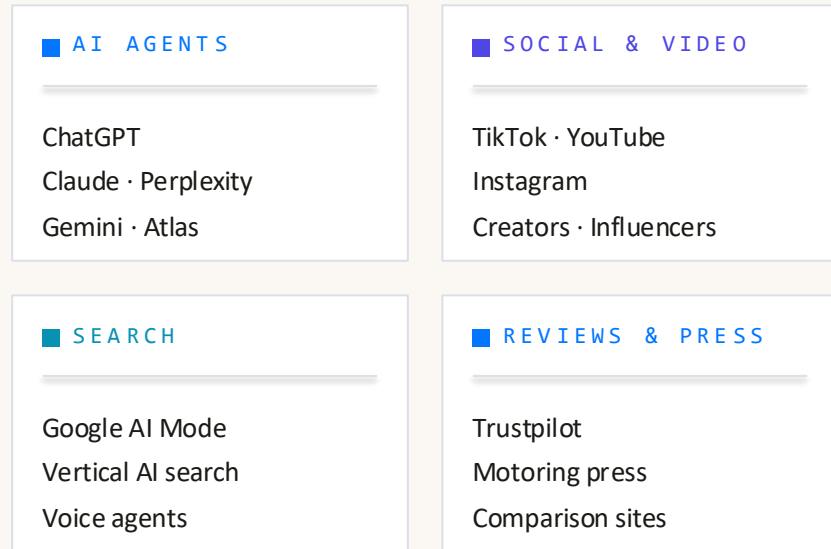 AI AGENTS
ChatGPT
Claude · Perplexity
Gemini · Atlas
SOCIAL & VIDEO
TikTok · YouTube
Instagram
Creators · Influencers
SEARCH
Google AI Mode
Vertical AI search
Voice agents
REVIEWS & PRESS
Trustpilot
Motoring press
Comparison sites